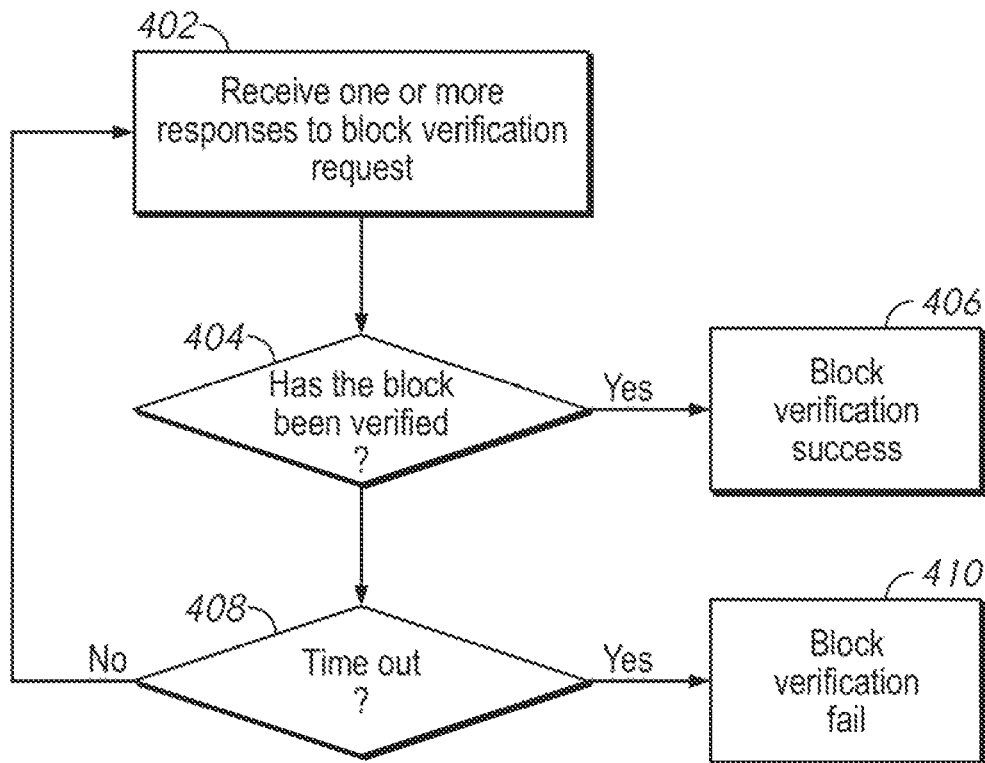 402
Receive one or more
responses to block verification
request
404
Has the block
been verified
?
Yes
406
Block
verification
success
408
Time out
?
No
Yes
410
Block
verification
fail